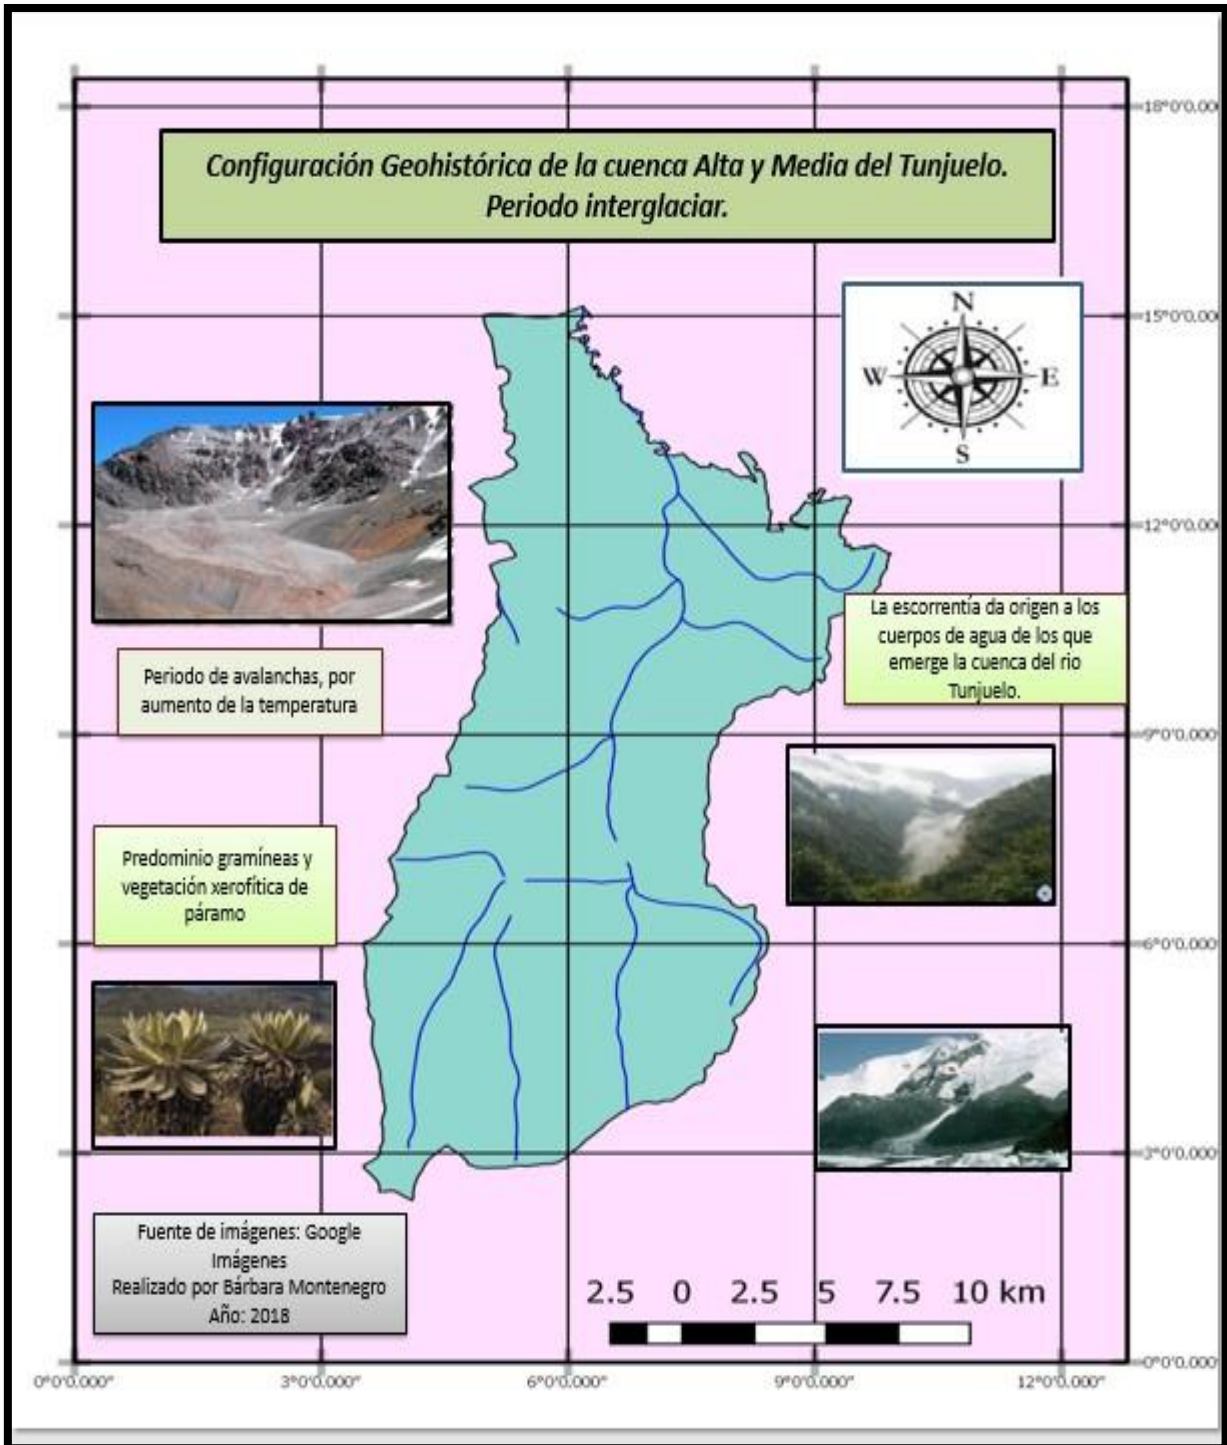 Configuración Geohistórica de la cuenca Alta y Media del Tunjuelo.
Periodo interglaciar.
18°0'0.00
N
W
E
S
15°0'0.00
12°0'0.00
La escorrentía da origen a los
cuerpos de agua de los que
emerge la cuenca del rio
Tunjuelo.
Periodo de avalanchas, por
aumento de la temperatura
9°0'0.000"
Predominio gramíneas y
vegetación xerofítica de
páramo
6°0'0.000"
3°0'0.000"
Fuente de imágenes: Google
Imágenes
Realizado por Bárbara Montenegro
Año: 2018
2.5 0 2.5 5 7.5 10 km
0°0'0.000"
0°0'0.000" 3°0'0.000" 6°0'0.000" 9°0'0.000" 12°0'0.000"